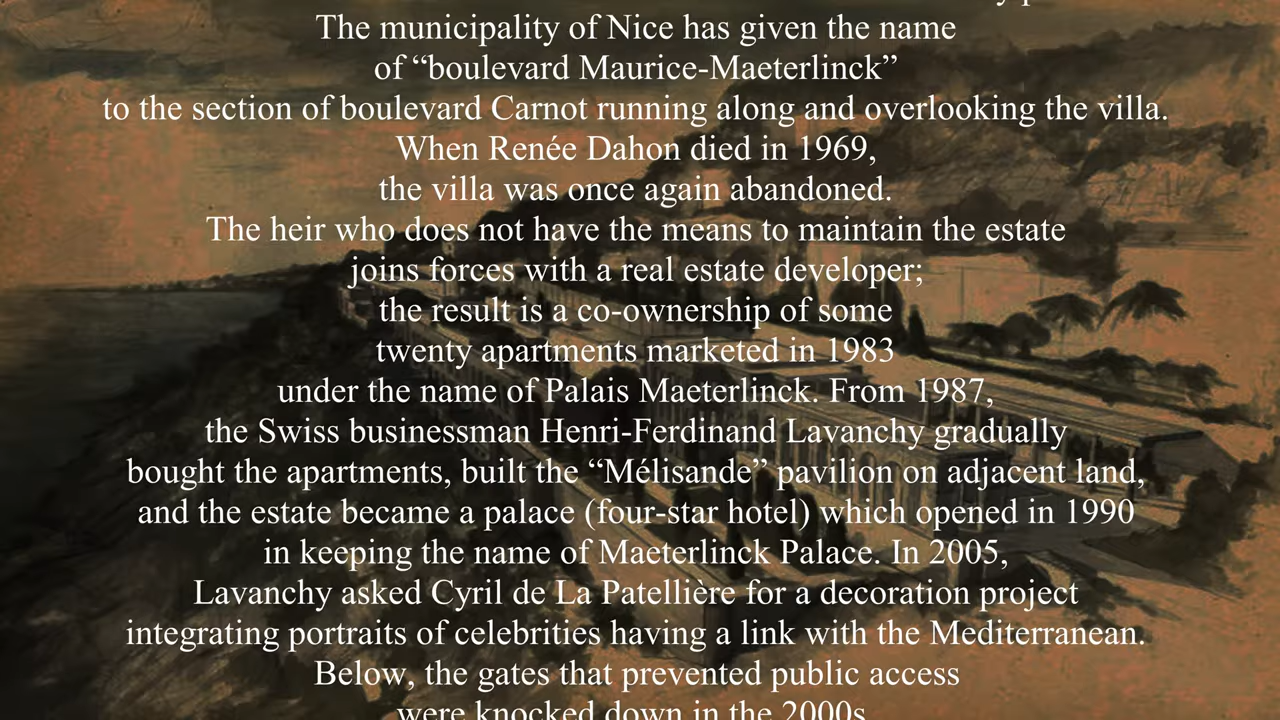 The municipality of Nice has given the name
of “boulevard Maurice-Maeterlinck”
to the section of boulevard Carnot running along and overlooking the villa.
When Renée Dahon died in 1969,
the villa was once again abandoned.
The heir who does not have the means to maintain the estate
joins forces with a real estate developer;
the result is a co-ownership of some
twenty apartments marketed in 1983
under the name of Palais Maeterlinck. From 1987,
the Swiss businessman Henri-Ferdinand Lavanchy gradually
bought the apartments, built the “Mélisande” pavilion on adjacent land,
and the estate became a palace (four-star hotel) which opened in 1990
in keeping the name of Maeterlinck Palace. In 2005,
Lavanchy asked Cyril de La Patellière for a decoration project
integrating portraits of celebrities having a link with the Mediterranean.
Below, the gates that prevented public access
were knocked down in the 2000s